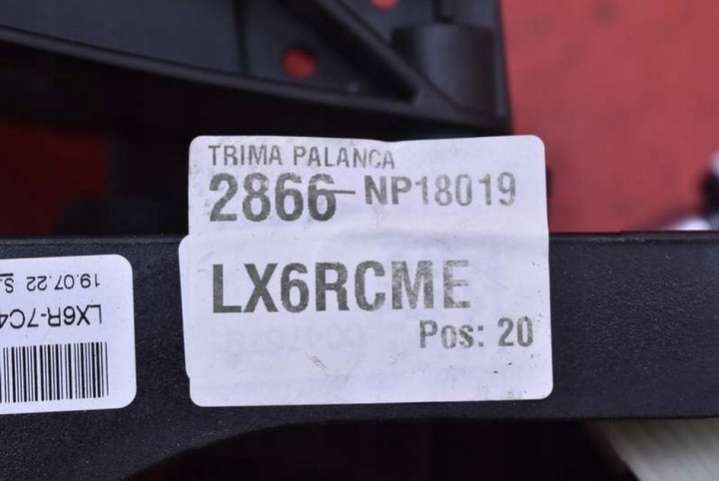 TRIMA PALANCA
2866-NP18019
LX6RCME
Pos: 20
LX6R-7C4
19.07.22 S